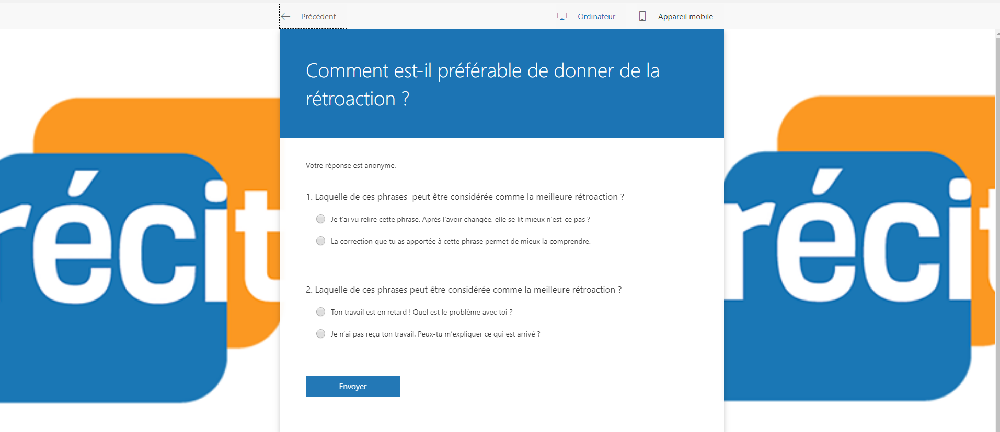 Précédent
Ordinateur
Appareil mobile
Comment est-il préférable de donner de la
rétroaction ?
Votre réponse est anonyme.
1. Laquelle de ces phrases  peut être considérée comme la meilleure rétroaction ?
Je t'ai vu relire cette phrase. Après l'avoir changée, elle se lit mieux n'est-ce pas ?
La correction que tu as apportée à cette phrase permet de mieux la comprendre.
2. Laquelle de ces phrases peut être considérée comme la meilleure rétroaction ?
Ton travail est en retard ! Quel est le problème avec toi ?
Je n'ai pas reçu ton travail. Peux-tu m'expliquer ce qui est arrivé ?
Envoyer
récit
récit